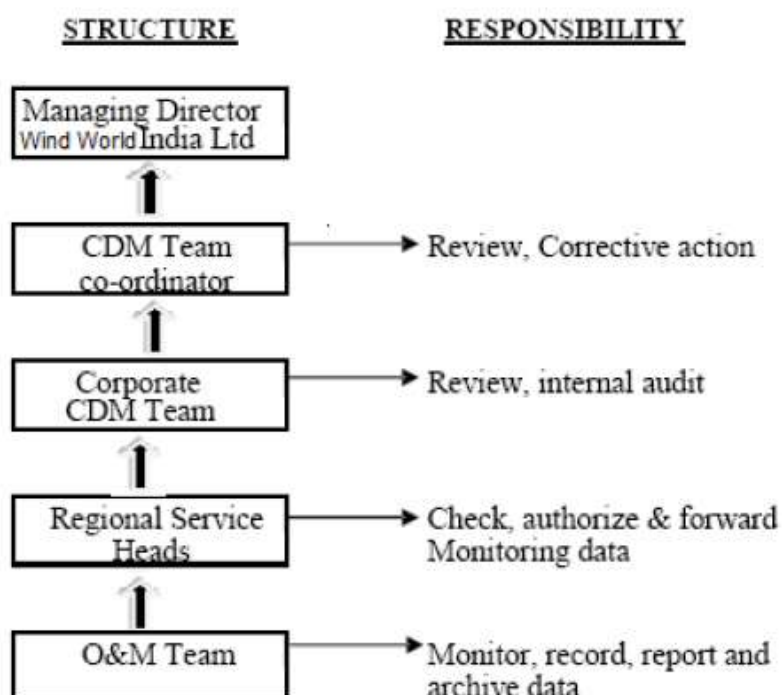 STRUCTURE
RESPONSIBILITY
Managing Director
Wind World India Ltd
CDM Team
co-ordinator
Review, Corrective action
Corporate
CDM Team
Review, internal audit
Regional Service
Heads
Check, authorize & forward
Monitoring data
O&M Team
Monitor, record, report and
archive data